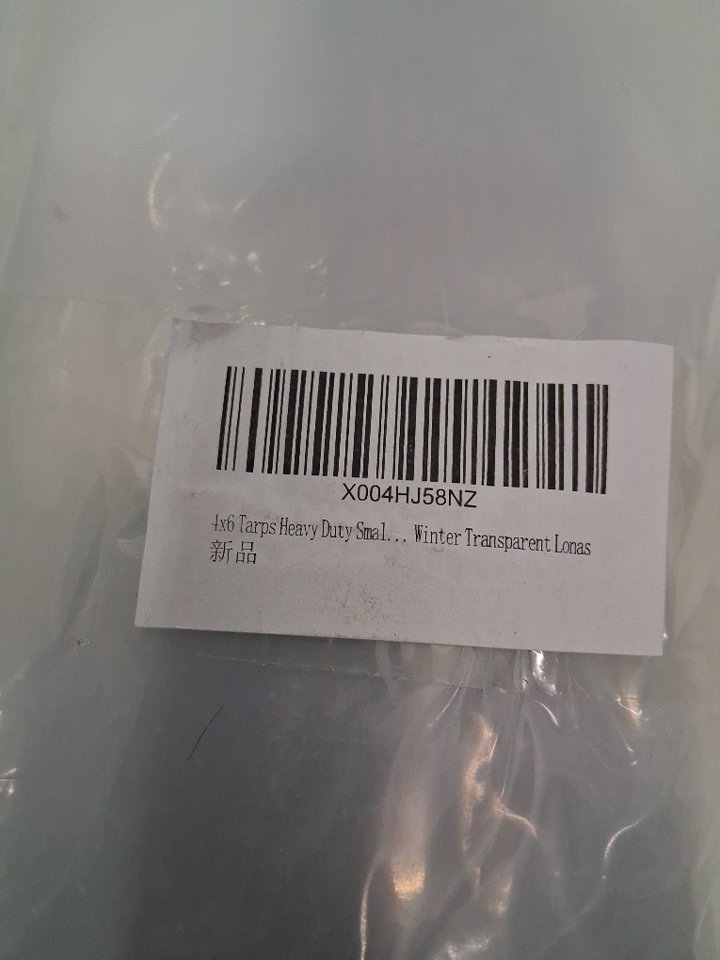 X004HJ58NZ
4x6 Tarps Heavy Duty Smal... Winter Transparent Lonas
新品